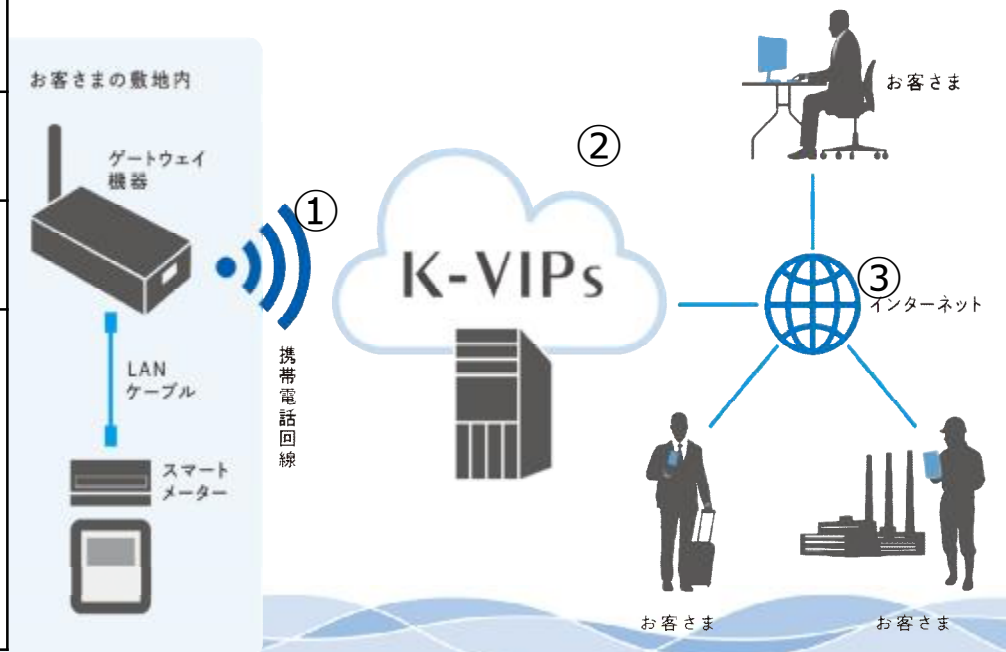 お客さまの敷地内
ゲートウェイ
機器
①
LAN
ケーブル
スマート
メーター
携帯電話回線
②
K-VIPs
お客さま
③
インターネット
お客さま
お客さま